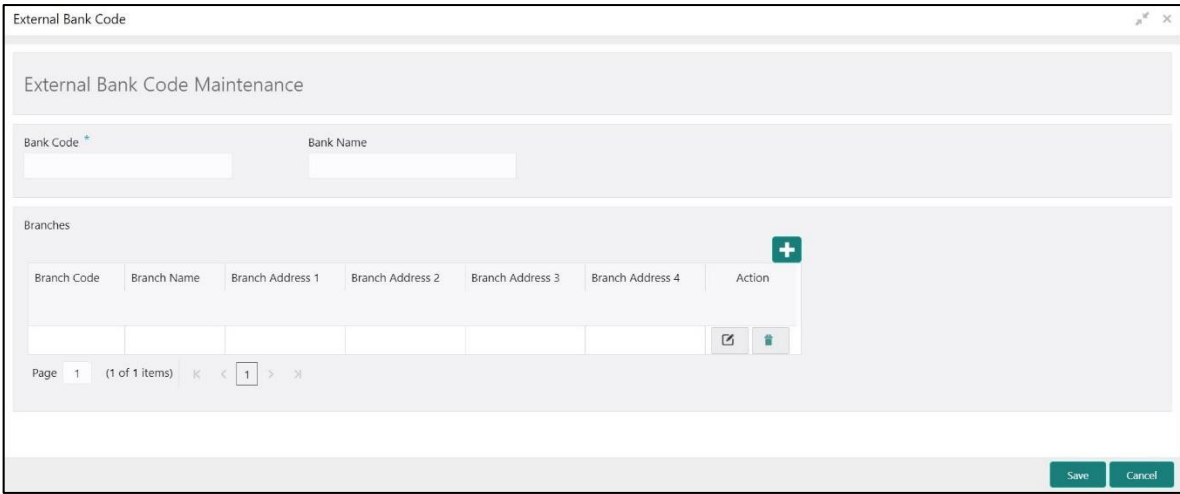 External Bank Code
External Bank Code Maintenance
Bank Code * Bank Name
Branches
Branch Code Branch Name Branch Address 1 Branch Address 2 Branch Address 3 Branch Address 4 Action
Page 1 (1 of 1 items) 1
Save Cancel